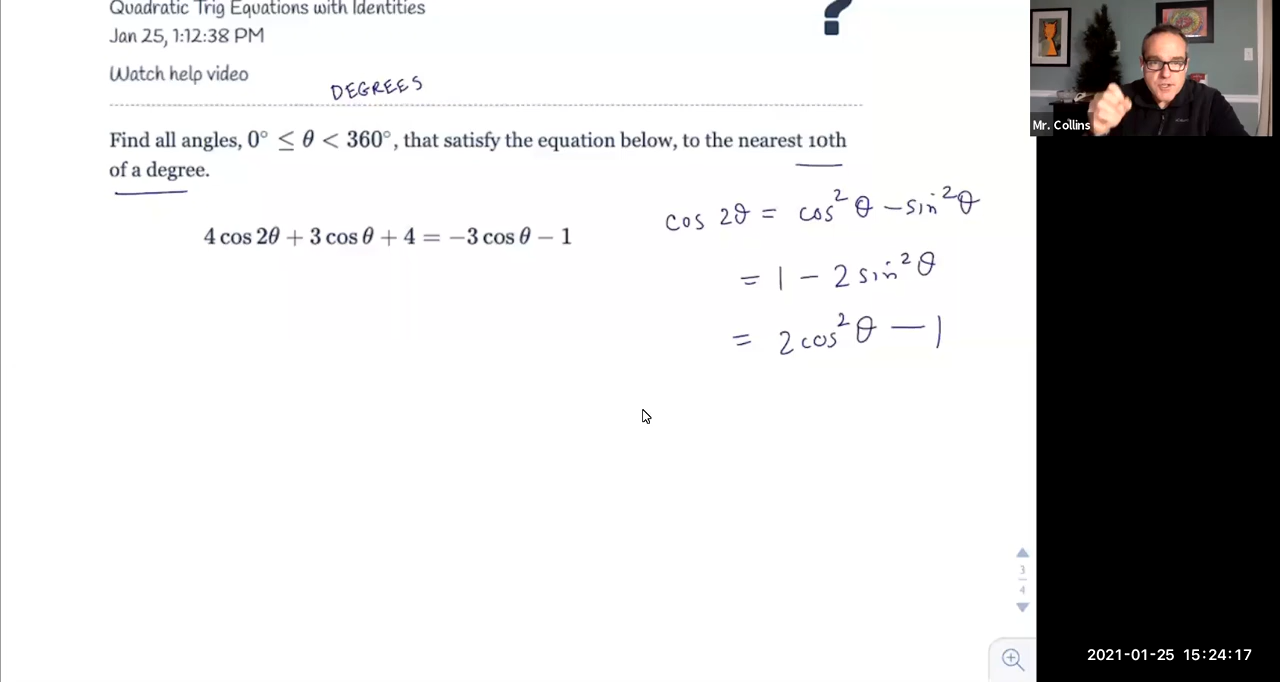 Quadratic Trig Equations with Identities
Jan 25, 1:12:38 PM
Watch help video
DEGREES
Find all angles, 0° ≤ θ < 360°, that satisfy the equation below, to the nearest 10th
of a degree.
4 cos 2θ + 3 cos θ + 4 = −3 cos θ − 1
cos 2θ = cos² θ − sin² θ
= 1 − 2 sin² θ
= 2 cos² θ − 1
?
Mr. Collins
3
4
2021-01-25 15:24:17